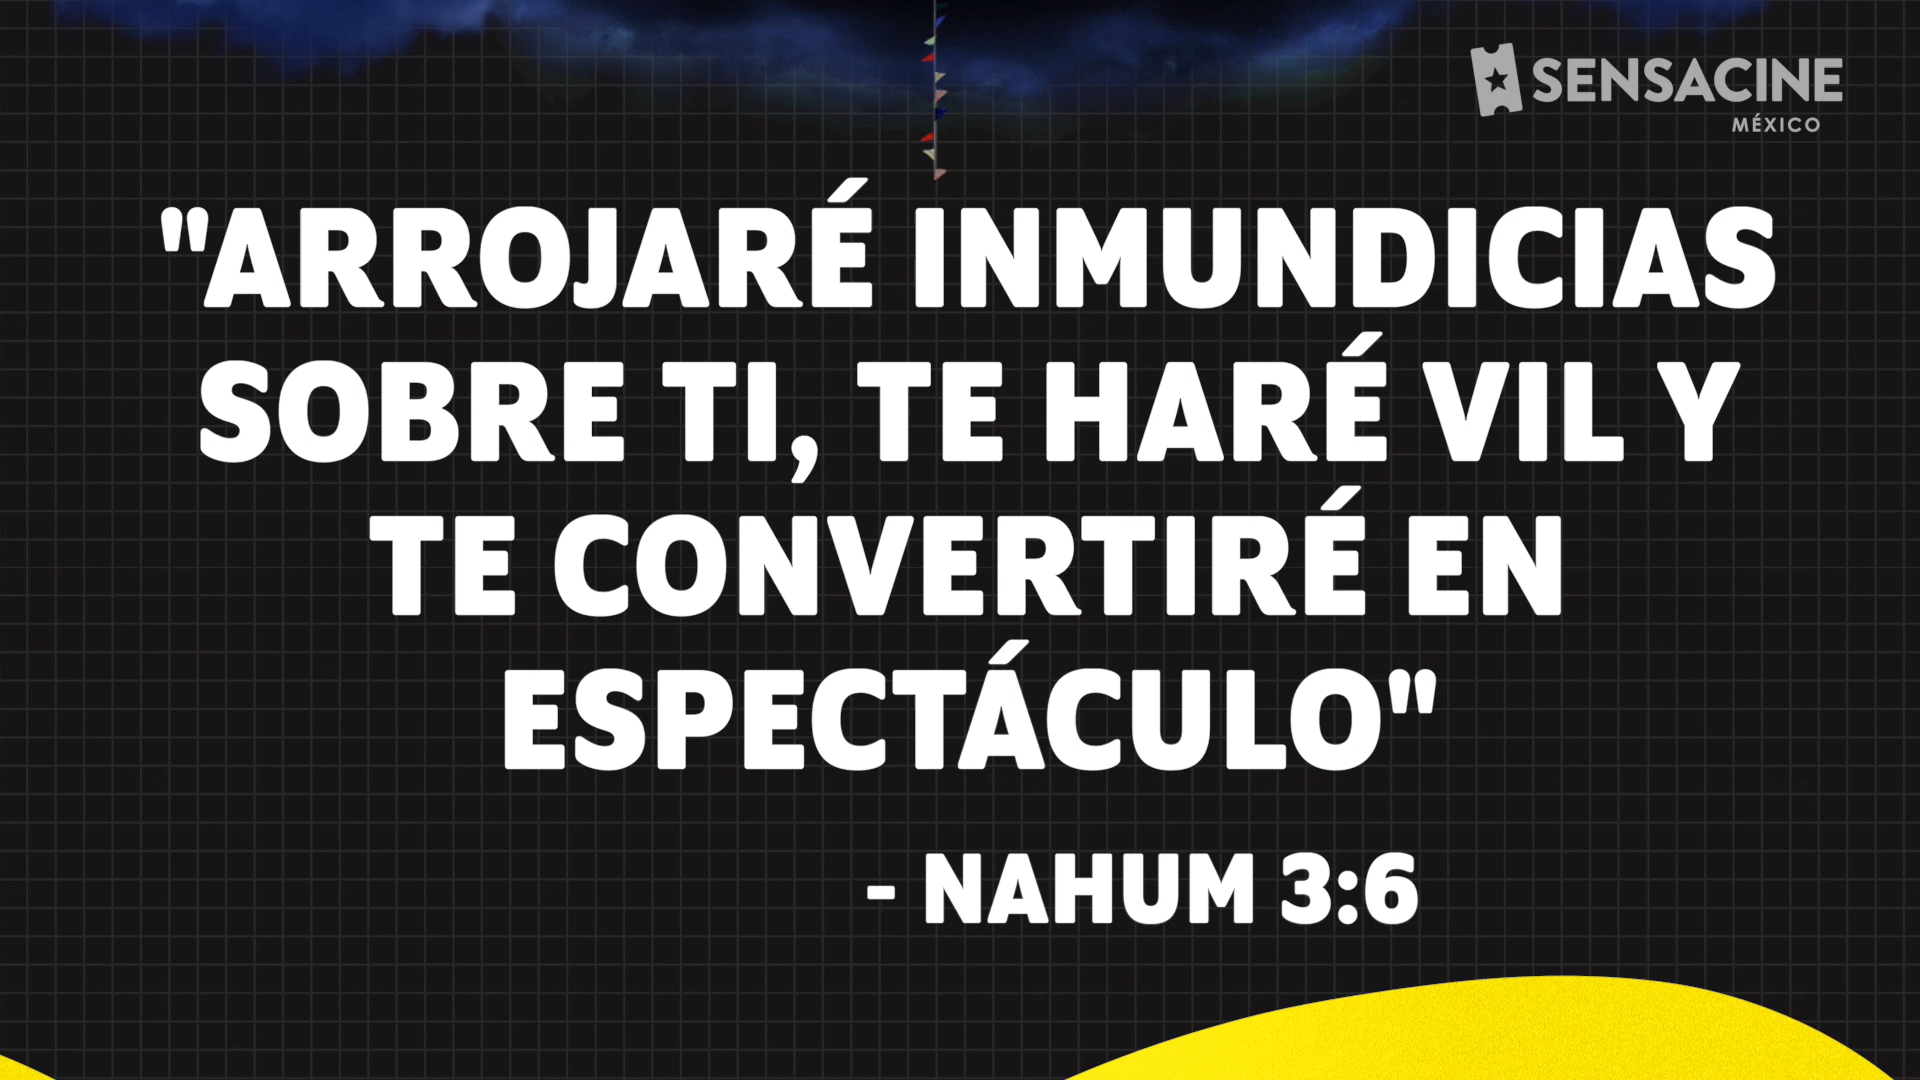 SENSACINE
MÉXICO
"ARROJARÉ INMUNDICIAS
SOBRE TI, TE HARÉ VIL Y
TE CONVERTIRÉ EN
ESPECTÁCULO"
- NAHUM 3:6